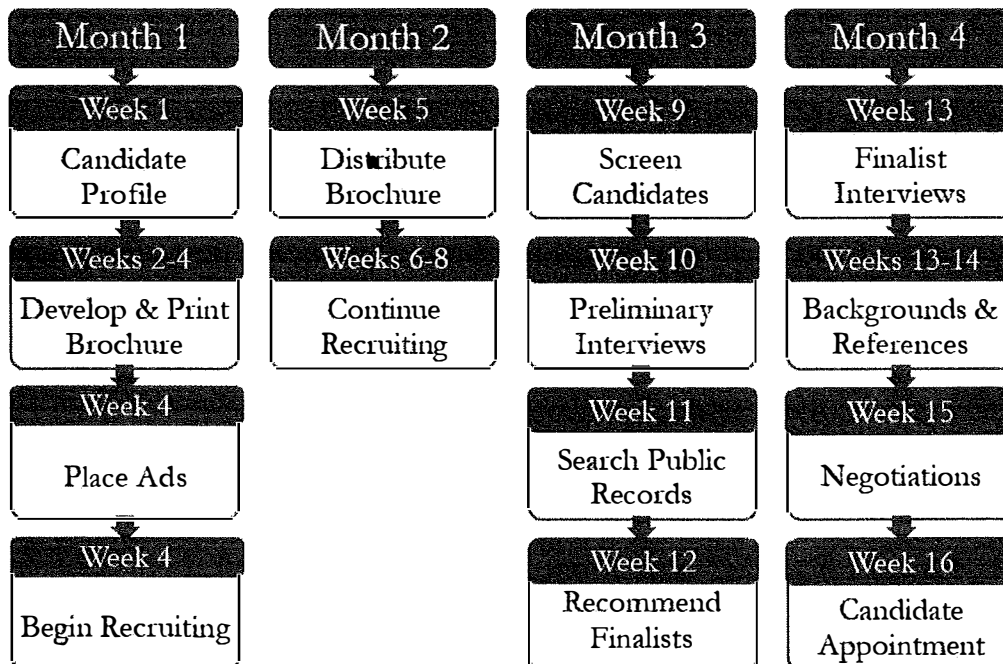 Month 1
Week 1
Candidate
Profile
Weeks 2-4
Develop & Print
Brochure
Week 4
Place Ads
Week 4
Begin Recruiting
Month 2
Week 5
Distribute
Brochure
Weeks 6-8
Continue
Recruiting
Month 3
Week 9
Screen
Candidates
Week 10
Preliminary
Interviews
Week 11
Search Public
Records
Week 12
Recommend
Finalists
Month 4
Week 13
Finalist
Interviews
Weeks 13-14
Backgrounds &
References
Week 15
Negotiations
Week 16
Candidate
Appointment